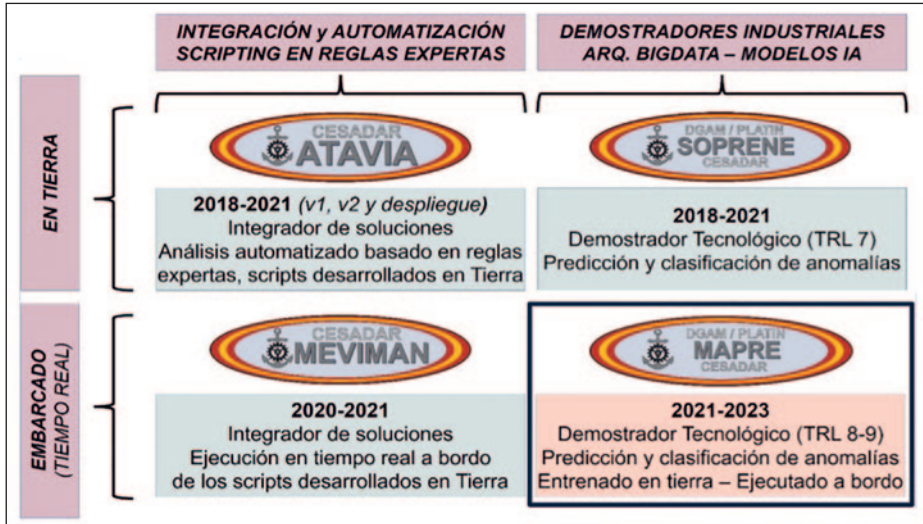 INTEGRACIÓN y AUTOMATIZACIÓN
SCRIPTING EN REGLAS EXPERTAS
DEMOSTRADORES INDUSTRIALES
ARQ. BIGDATA – MODELOS IA
EN TIERRA
CESADAR
ATAVIA
2018-2021 (v1, v2 y despliegue)
Integrador de soluciones
Análisis automatizado basado en reglas
expertas, scripts desarrollados en Tierra
DGAM / PLATIN
SOPRENE
CESADAR
2018-2021
Demostrador Tecnológico (TRL 7)
Predicción y clasificación de anomalías
EMBARCADO
(TIEMPO REAL)
CESADAR
MEVIMAN
2020-2021
Integrador de soluciones
Ejecución en tiempo real a bordo
de los scripts desarrollados en Tierra
DGAM / PLATIN
MAPRE
CESADAR
2021-2023
Demostrador Tecnológico (TRL 8-9)
Predicción y clasificación de anomalías
Entrenado en tierra – Ejecutado a bordo